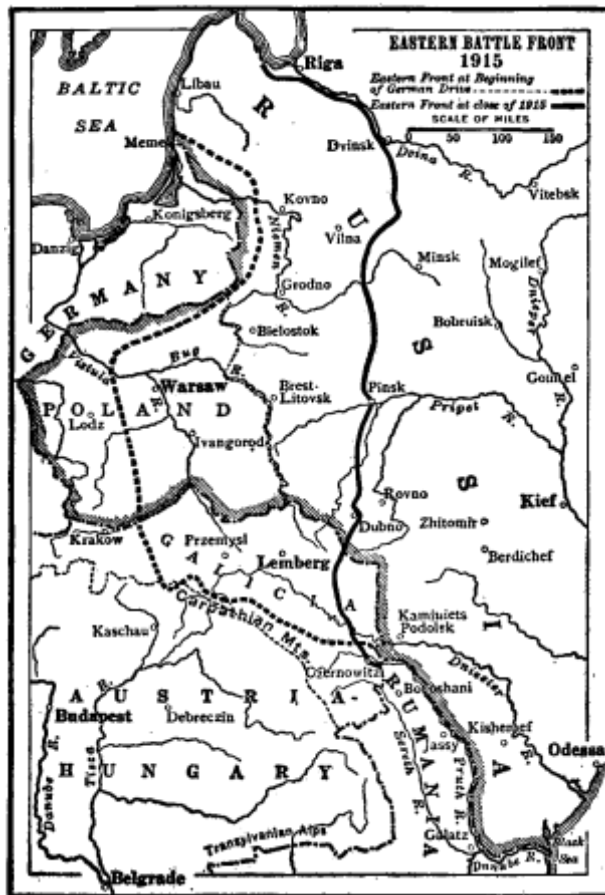 EASTERN BATTLE FRONT
1915
Eastern Front at Beginning
of German Drive
Eastern Front at close of 1915
SCALE OF MILES
0 50 100 150
Riga
BALTIC
SEA
Libau
R
Memel
Dvinsk
Dvina R.
Vitebsk
Konigsberg
Kovno
U
Danzig
Niemen
R.
Vilna
Minsk
Mogilef
Dnieper
R.
GERMANY
Grodno
S
Bielostok
Bobruisk
Gomel
Vistula
Bug
R.
Warsaw
R.
Brest-
Litovsk
Pinsk
Pripet
R.
POLAND
Lodz
Ivangorod
S
Rovno
Kief
Krakow
Dubno
Zhitomir
Przemysl
Lemberg
Berdichef
GALICIA
I
Carpathian Mts.
Kaschau
Kaminiets
Podolsk
Czernowitz
Dniester
R.
AUSTRIA-
Botoshani
Budapest
Debreczin
RUMANIA
Kishenef
A
Jassy
Odessa
Danube R.
Tisza
R.
HUNGARY
Sereth
R.
Pruth R.
Transylvanian Alps
Galatz
Black
Sea
Danube R.
Belgrade